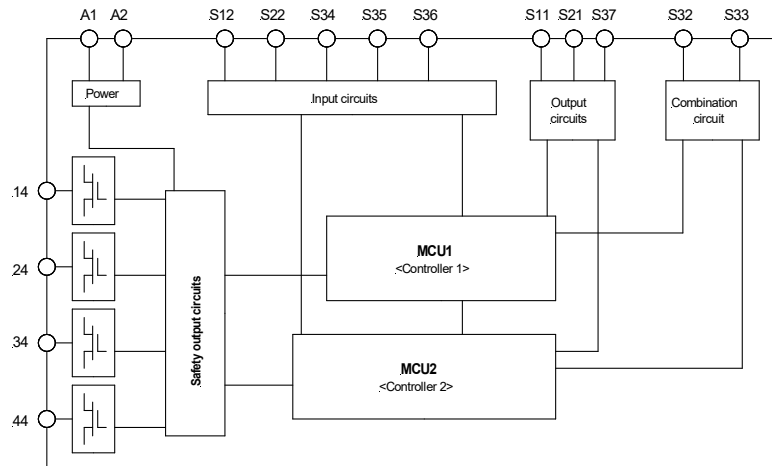 A1 A2 S12 S22 S34 S35 S36 S11 S21 S37 S32 S33
Power
Input circuits
Output
circuits
Combination
circuit
14
24
34
44
Safety output circuits
MCU1
<Controller 1>
MCU2
<Controller 2>